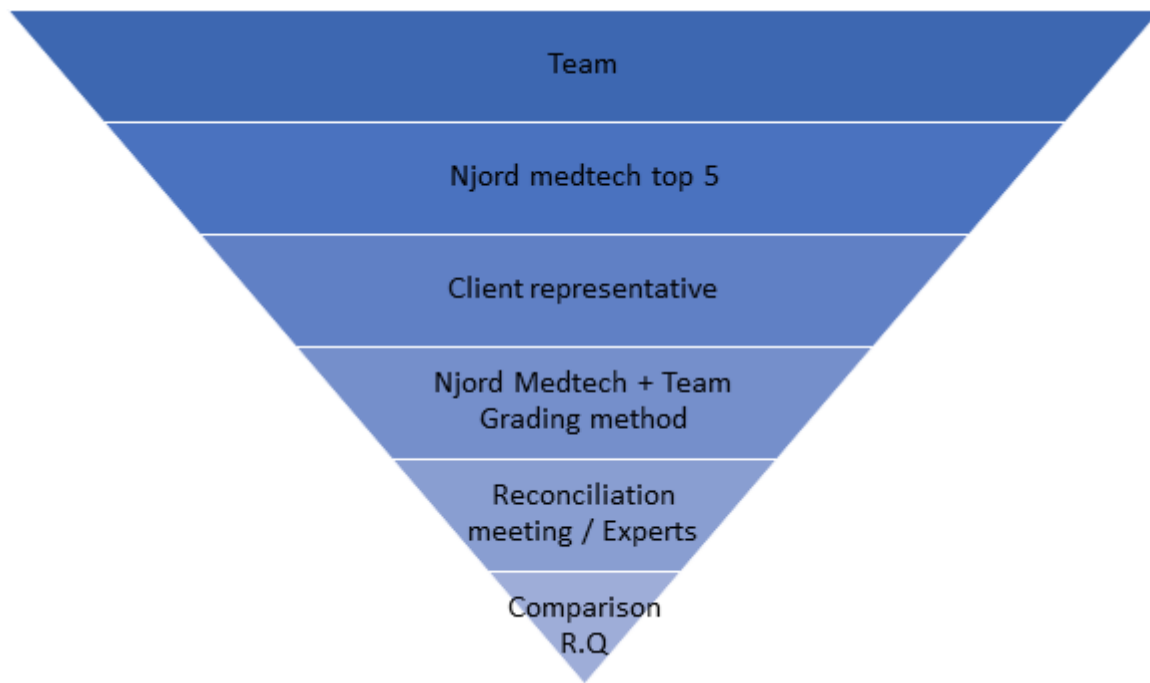 Team
Njord medtech top 5
Client representative
Njord Medtech + Team
Grading method
Reconciliation
meeting / Experts
Comparison
R.Q